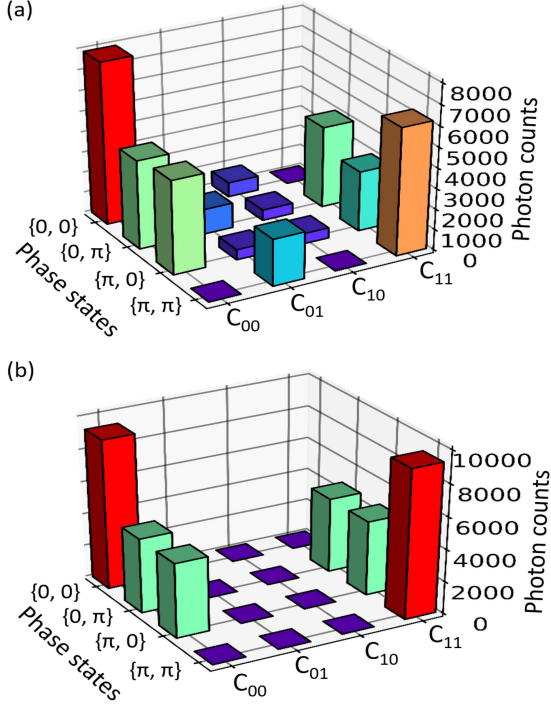 (a)
8000
7000
6000
5000
4000
3000
2000
1000
0
Photon counts
{0, 0}
{0, π}
{π, 0}
{π, π}
Phase states
C₀₀
C₀₁
C₁₀
C₁₁
(b)
10000
8000
6000
4000
2000
0
Photon counts
{0, 0}
{0, π}
{π, 0}
{π, π}
Phase states
C₀₀
C₀₁
C₁₀
C₁₁